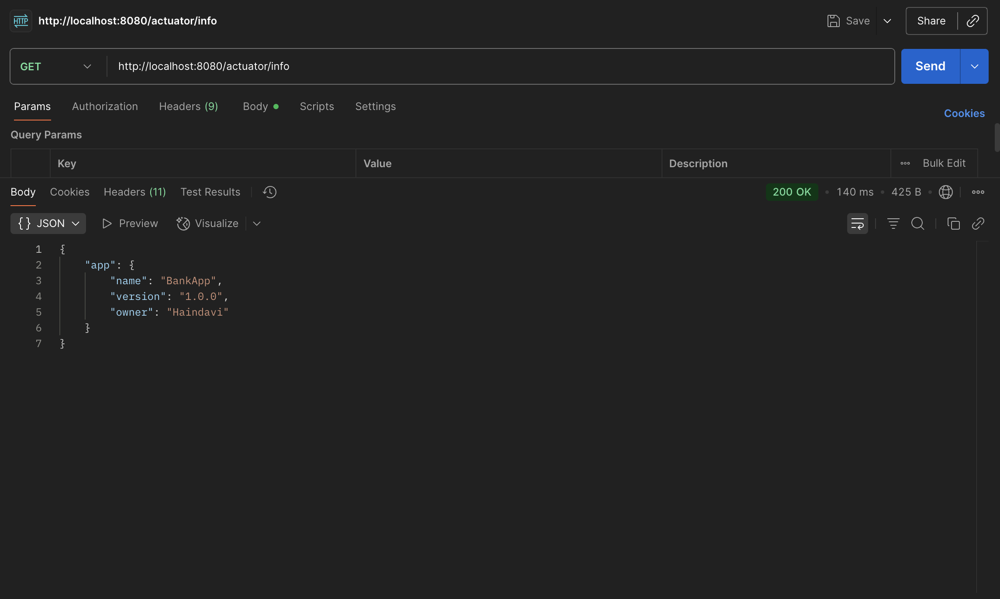 HTTP http://localhost:8080/actuator/info Save Share
GET http://localhost:8080/actuator/info Send
Params Authorization Headers (9) Body Scripts Settings Cookies
Query Params
Key Value Description Bulk Edit
Body Cookies Headers (11) Test Results 200 OK 140 ms 425 B
{} JSON Preview Visualize
1 {
2 "app": {
3 "name": "BankApp",
4 "version": "1.0.0",
5 "owner": "Haindavi"
6 }
7 }